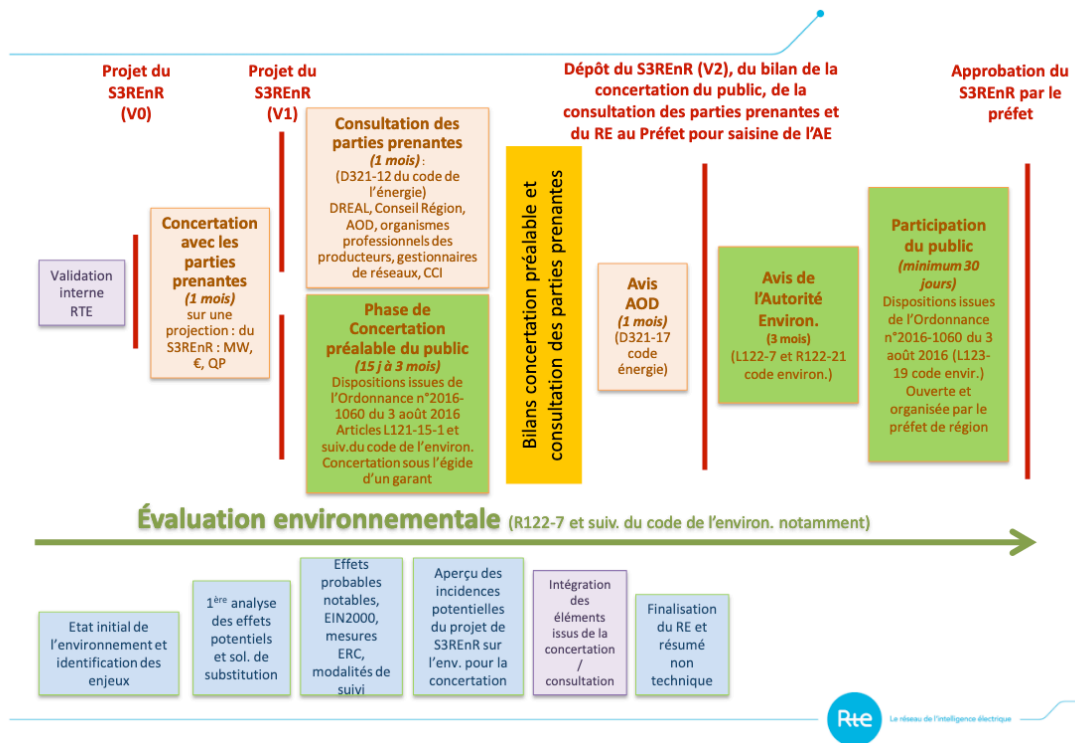 Projet du
S3REnR
(V0)
Projet du
S3REnR
(V1)
Dépôt du S3REnR (V2), du bilan de la
concertation du public, de la
consultation des parties prenantes et
du RE au Préfet pour saisine de l'AE
Approbation du
S3REnR par le
préfet
Validation
interne
RTE
Concertation
avec les
parties
prenantes
(1 mois)
sur une
projection : du
S3REnR : MW,
€, QP
Consultation des
parties prenantes
(1 mois) :
(D321-12 du code de
l'énergie)
DREAL, Conseil Région,
AOD, organismes
professionnels des
producteurs, gestionnaires
de réseaux, CCI
Phase de
Concertation
préalable du public
(15 j à 3 mois)
Dispositions issues de
l'Ordonnance n°2016-
1060 du 3 août 2016
Articles L121-15-1 et
suiv.du code de l'environ.
Concertation sous l'égide
d'un garant
Bilans concertation préalable et
consultation des parties prenantes
Avis
AOD
(1 mois)
(D321-17
code
énergie)
Avis de
l'Autorité
Environ.
(3 mois)
(L122-7 et R122-21
code environ.)
Participation
du public
(minimum 30
jours)
Dispositions issues
de l'Ordonnance
n°2016-1060 du 3
août 2016 (L123-
19 code envir.)
Ouverte et
organisée par le
préfet de région
Évaluation environnementale (R122-7 et suiv. du code de l'environ. notamment)
Etat initial de
l'environnement et
identification des
enjeux
1ère analyse
des effets
potentiels
et sol. de
substitution
Effets
probables
notables,
EIN2000,
mesures
ERC,
modalités de
suivi
Aperçu des
incidences
potentielles
du projet de
S3REnR sur
l'env. pour la
concertation
Intégration
des
éléments
issus de la
concertation
/
consultation
Finalisation
du RE et
résumé
non
technique
Rte
Le réseau de l'intelligence électrique